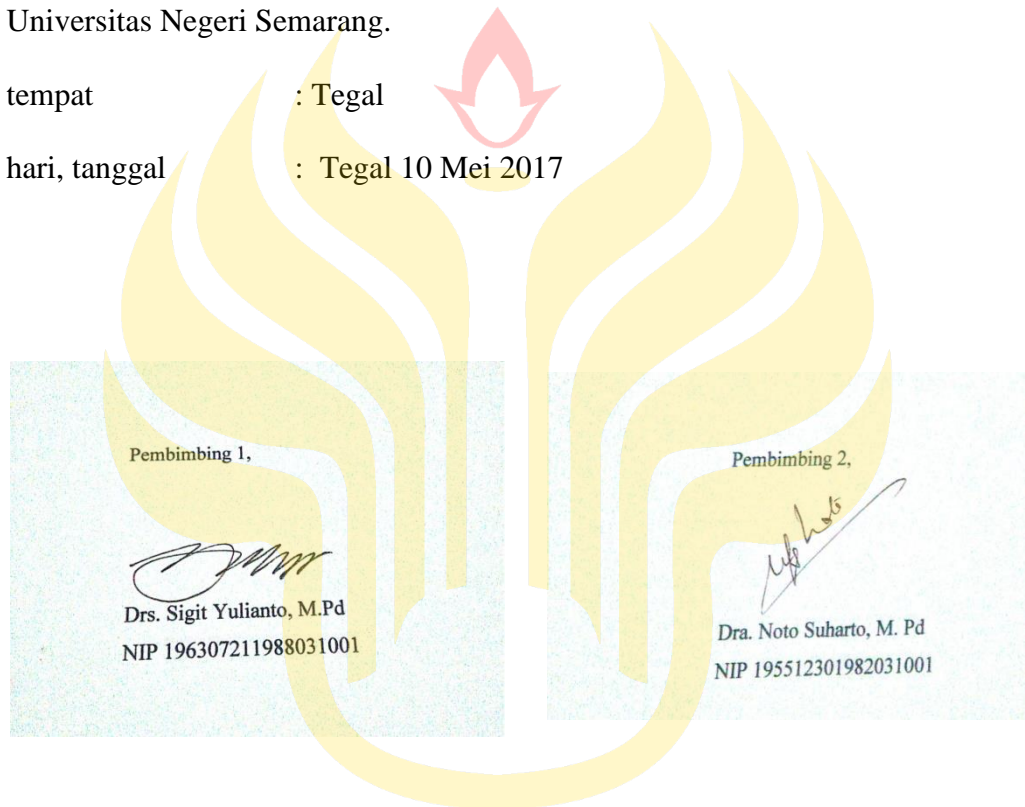 Universitas Negeri Semarang.
tempat : Tegal
hari, tanggal : Tegal 10 Mei 2017
Pembimbing 1,
Drs. Sigit Yulianto, M.Pd
NIP 196307211988031001
Pembimbing 2,
Dra. Noto Suharto, M. Pd
NIP 195512301982031001